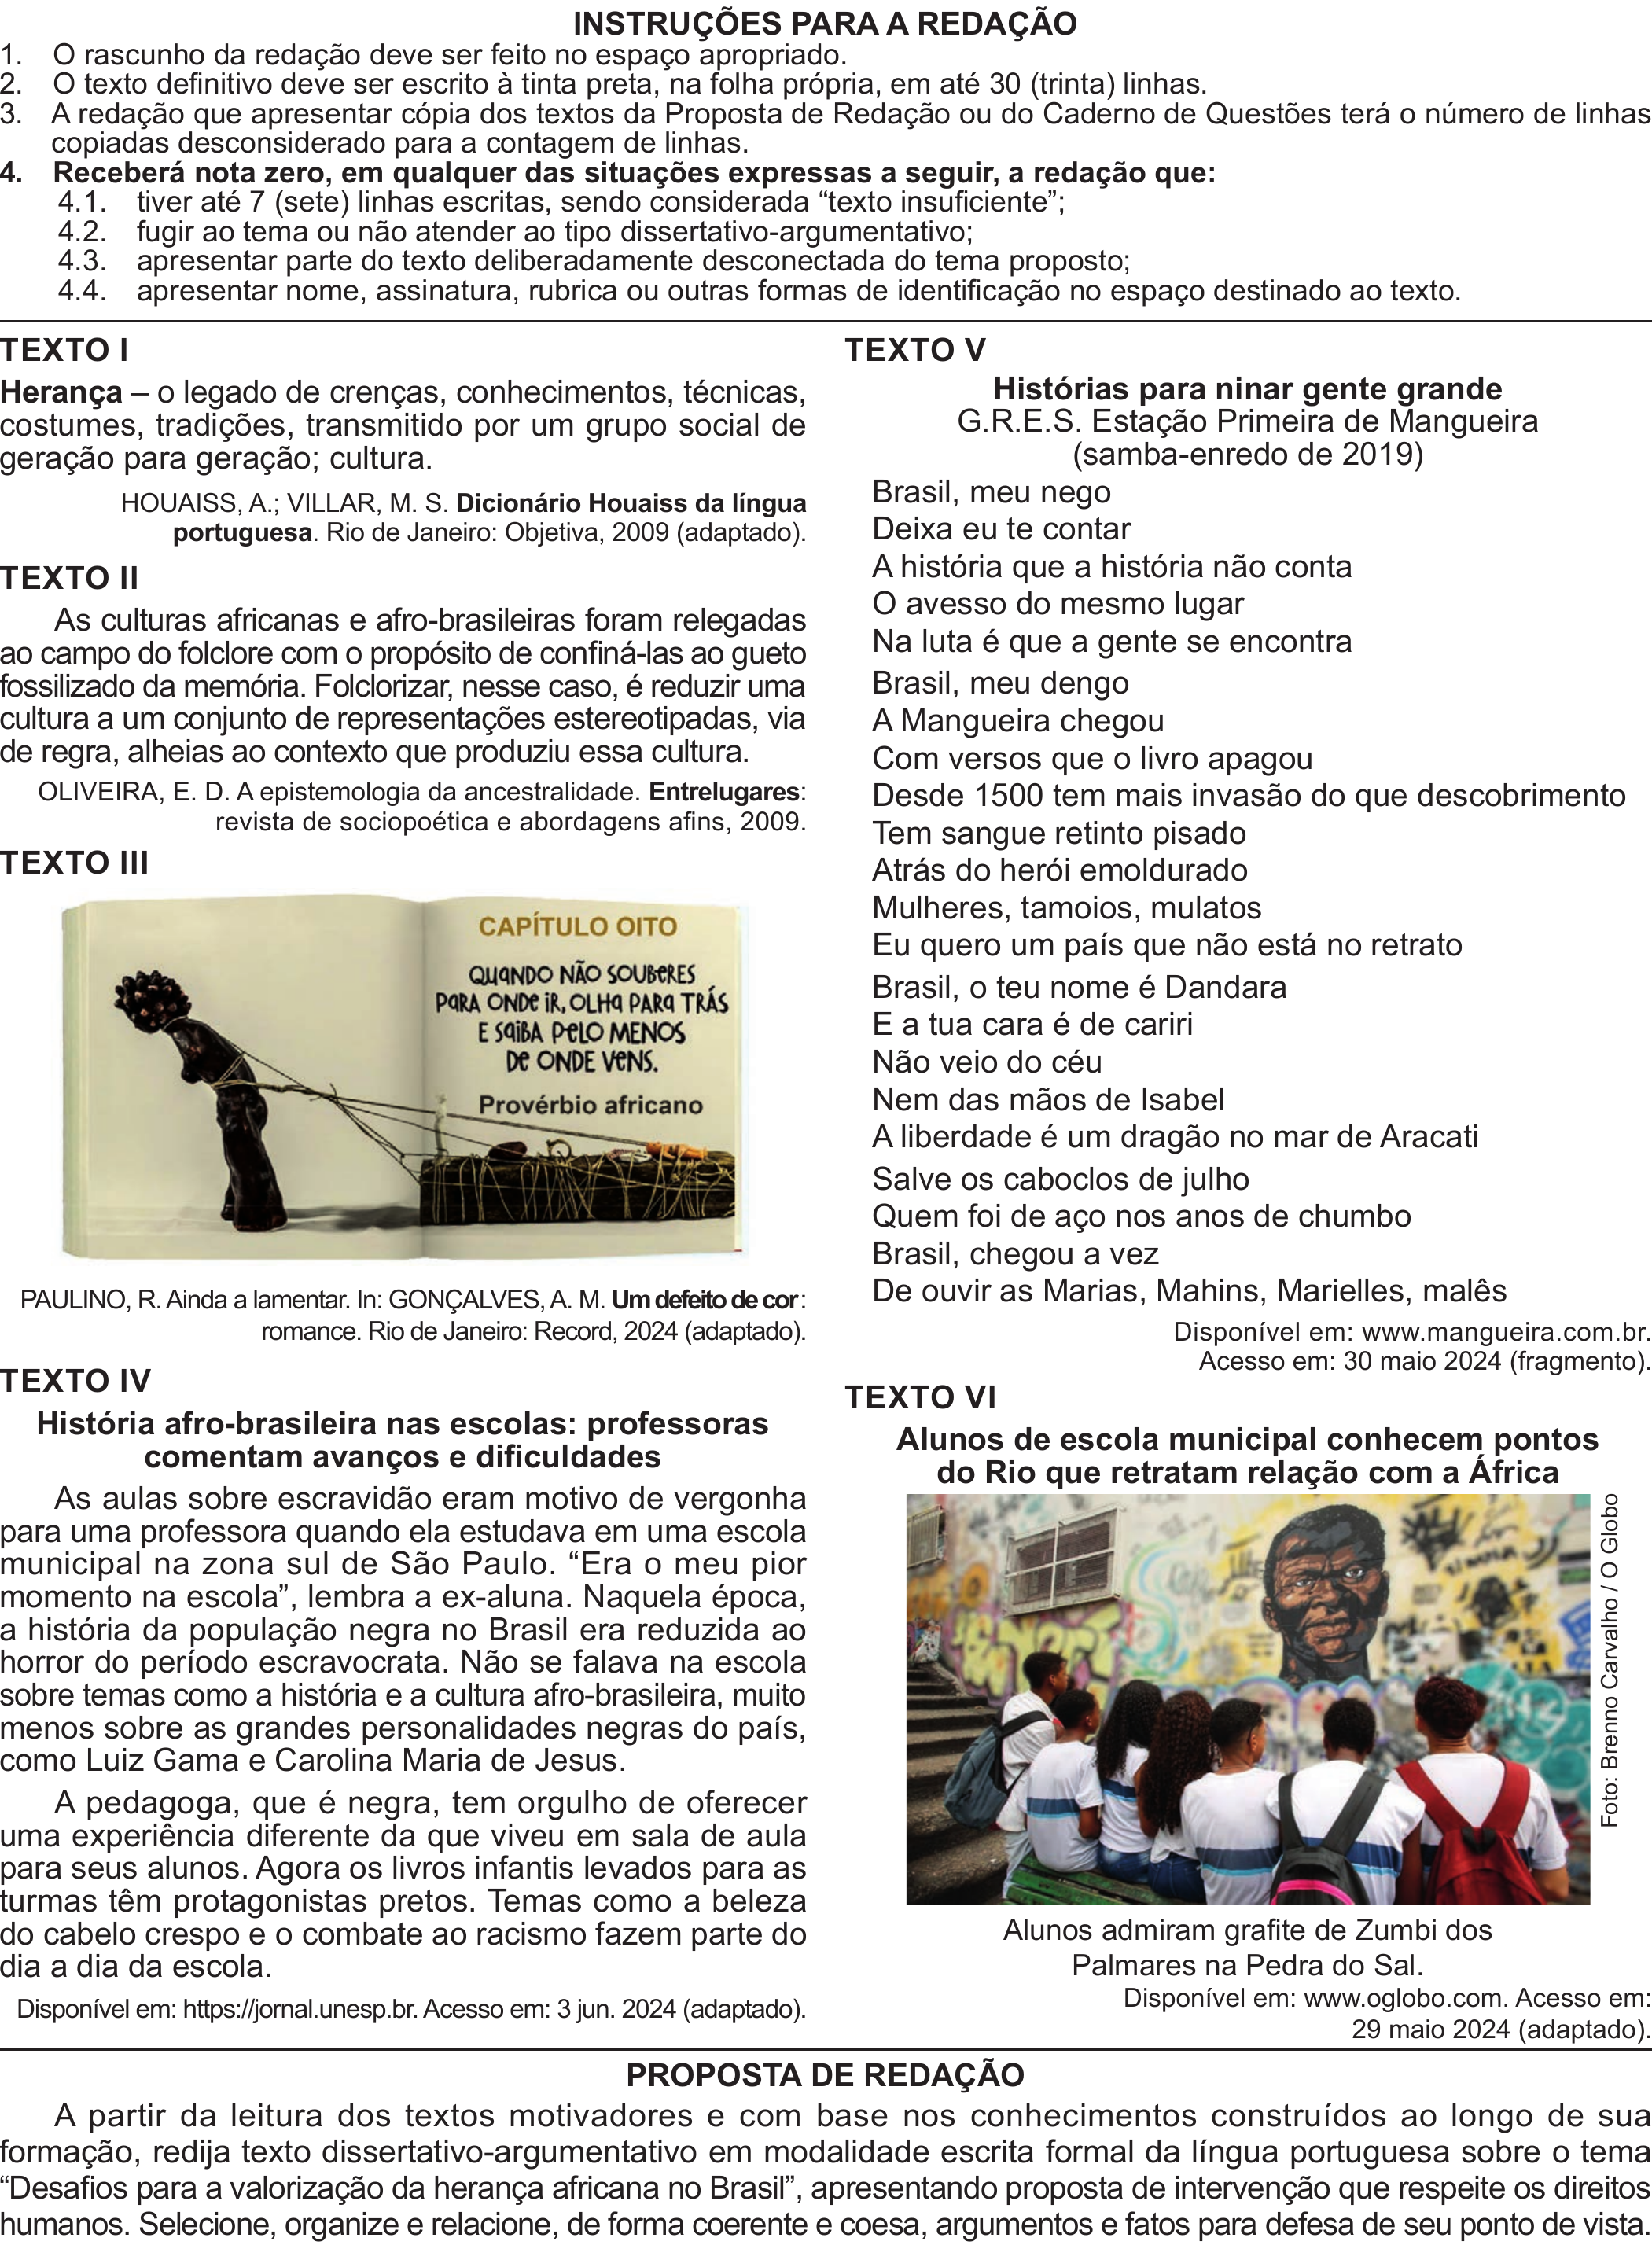 INSTRUÇÕES PARA A REDAÇÃO
1. O rascunho da redação deve ser feito no espaço apropriado.
2. O texto definitivo deve ser escrito à tinta preta, na folha própria, em até 30 (trinta) linhas.
3. A redação que apresentar cópia dos textos da Proposta de Redação ou do Caderno de Questões terá o número de linhas
copiadas desconsiderado para a contagem de linhas.
4. Receberá nota zero, em qualquer das situações expressas a seguir, a redação que:
4.1. tiver até 7 (sete) linhas escritas, sendo considerada “texto insuficiente”;
4.2. fugir ao tema ou não atender ao tipo dissertativo-argumentativo;
4.3. apresentar parte do texto deliberadamente desconectada do tema proposto;
4.4. apresentar nome, assinatura, rubrica ou outras formas de identificação no espaço destinado ao texto.
TEXTO I
Herança – o legado de crenças, conhecimentos, técnicas,
costumes, tradições, transmitido por um grupo social de
geração para geração; cultura.
HOUAISS, A.; VILLAR, M. S. Dicionário Houaiss da língua
portuguesa. Rio de Janeiro: Objetiva, 2009 (adaptado).
TEXTO II
As culturas africanas e afro-brasileiras foram relegadas
ao campo do folclore com o propósito de confiná-las ao gueto
fossilizado da memória. Folclorizar, nesse caso, é reduzir uma
cultura a um conjunto de representações estereotipadas, via
de regra, alheias ao contexto que produziu essa cultura.
OLIVEIRA, E. D. A epistemologia da ancestralidade. Entrelugares:
revista de sociopoética e abordagens afins, 2009.
TEXTO III
CAPÍTULO OITO
QUANDO NÃO SOUBERES
PARA ONDE IR, OLHA PARA TRÁS
E SAIBA PELO MENOS
DE ONDE VENS.
Provérbio africano
PAULINO, R. Ainda a lamentar. In: GONÇALVES, A. M. Um defeito de cor:
romance. Rio de Janeiro: Record, 2024 (adaptado).
TEXTO IV
História afro-brasileira nas escolas: professoras
comentam avanços e dificuldades
As aulas sobre escravidão eram motivo de vergonha
para uma professora quando ela estudava em uma escola
municipal na zona sul de São Paulo. “Era o meu pior
momento na escola”, lembra a ex-aluna. Naquela época,
a história da população negra no Brasil era reduzida ao
horror do período escravocrata. Não se falava na escola
sobre temas como a história e a cultura afro-brasileira, muito
menos sobre as grandes personalidades negras do país,
como Luiz Gama e Carolina Maria de Jesus.
A pedagoga, que é negra, tem orgulho de oferecer
uma experiência diferente da que viveu em sala de aula
para seus alunos. Agora os livros infantis levados para as
turmas têm protagonistas pretos. Temas como a beleza
do cabelo crespo e o combate ao racismo fazem parte do
dia a dia da escola.
Disponível em: https://jornal.unesp.br. Acesso em: 3 jun. 2024 (adaptado).
TEXTO V
Histórias para ninar gente grande
G.R.E.S. Estação Primeira de Mangueira
(samba-enredo de 2019)
Brasil, meu nego
Deixa eu te contar
A história que a história não conta
O avesso do mesmo lugar
Na luta é que a gente se encontra
Brasil, meu dengo
A Mangueira chegou
Com versos que o livro apagou
Desde 1500 tem mais invasão do que descobrimento
Tem sangue retinto pisado
Atrás do herói emoldurado
Mulheres, tamoios, mulatos
Eu quero um país que não está no retrato
Brasil, o teu nome é Dandara
E a tua cara é de cariri
Não veio do céu
Nem das mãos de Isabel
A liberdade é um dragão no mar de Aracati
Salve os caboclos de julho
Quem foi de aço nos anos de chumbo
Brasil, chegou a vez
De ouvir as Marias, Mahins, Marielles, malês
Disponível em: www.mangueira.com.br.
Acesso em: 30 maio 2024 (fragmento).
TEXTO VI
Alunos de escola municipal conhecem pontos
do Rio que retratam relação com a África
Foto: Brenno Carvalho / O Globo
Alunos admiram grafite de Zumbi dos
Palmares na Pedra do Sal.
Disponível em: www.oglobo.com. Acesso em:
29 maio 2024 (adaptado).
PROPOSTA DE REDAÇÃO
A partir da leitura dos textos motivadores e com base nos conhecimentos construídos ao longo de sua
formação, redija texto dissertativo-argumentativo em modalidade escrita formal da língua portuguesa sobre o tema
“Desafios para a valorização da herança africana no Brasil”, apresentando proposta de intervenção que respeite os direitos
humanos. Selecione, organize e relacione, de forma coerente e coesa, argumentos e fatos para defesa de seu ponto de vista.